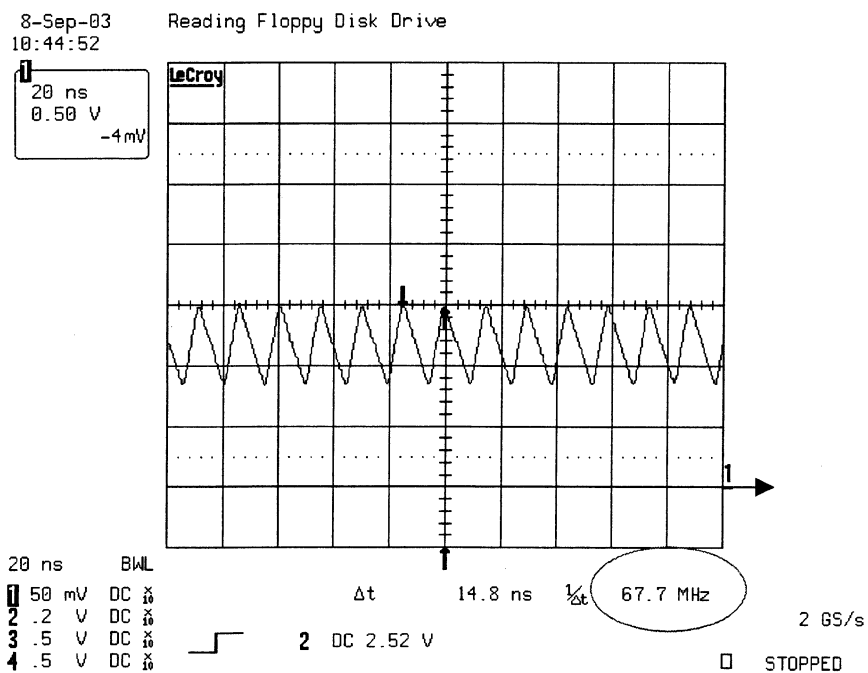 8-Sep-03
10:44:52
Reading Floppy Disk Drive
1
20 ns
0.50 V
-4mV
LeCroy
1
20 ns BWL
1 50 mV DC X10
2 .2 V DC X10
3 .5 V DC X10
4 .5 V DC X10
Δt 14.8 ns 1/Δt 67.7 MHz
2 DC 2.52 V
2 GS/s
STOPPED